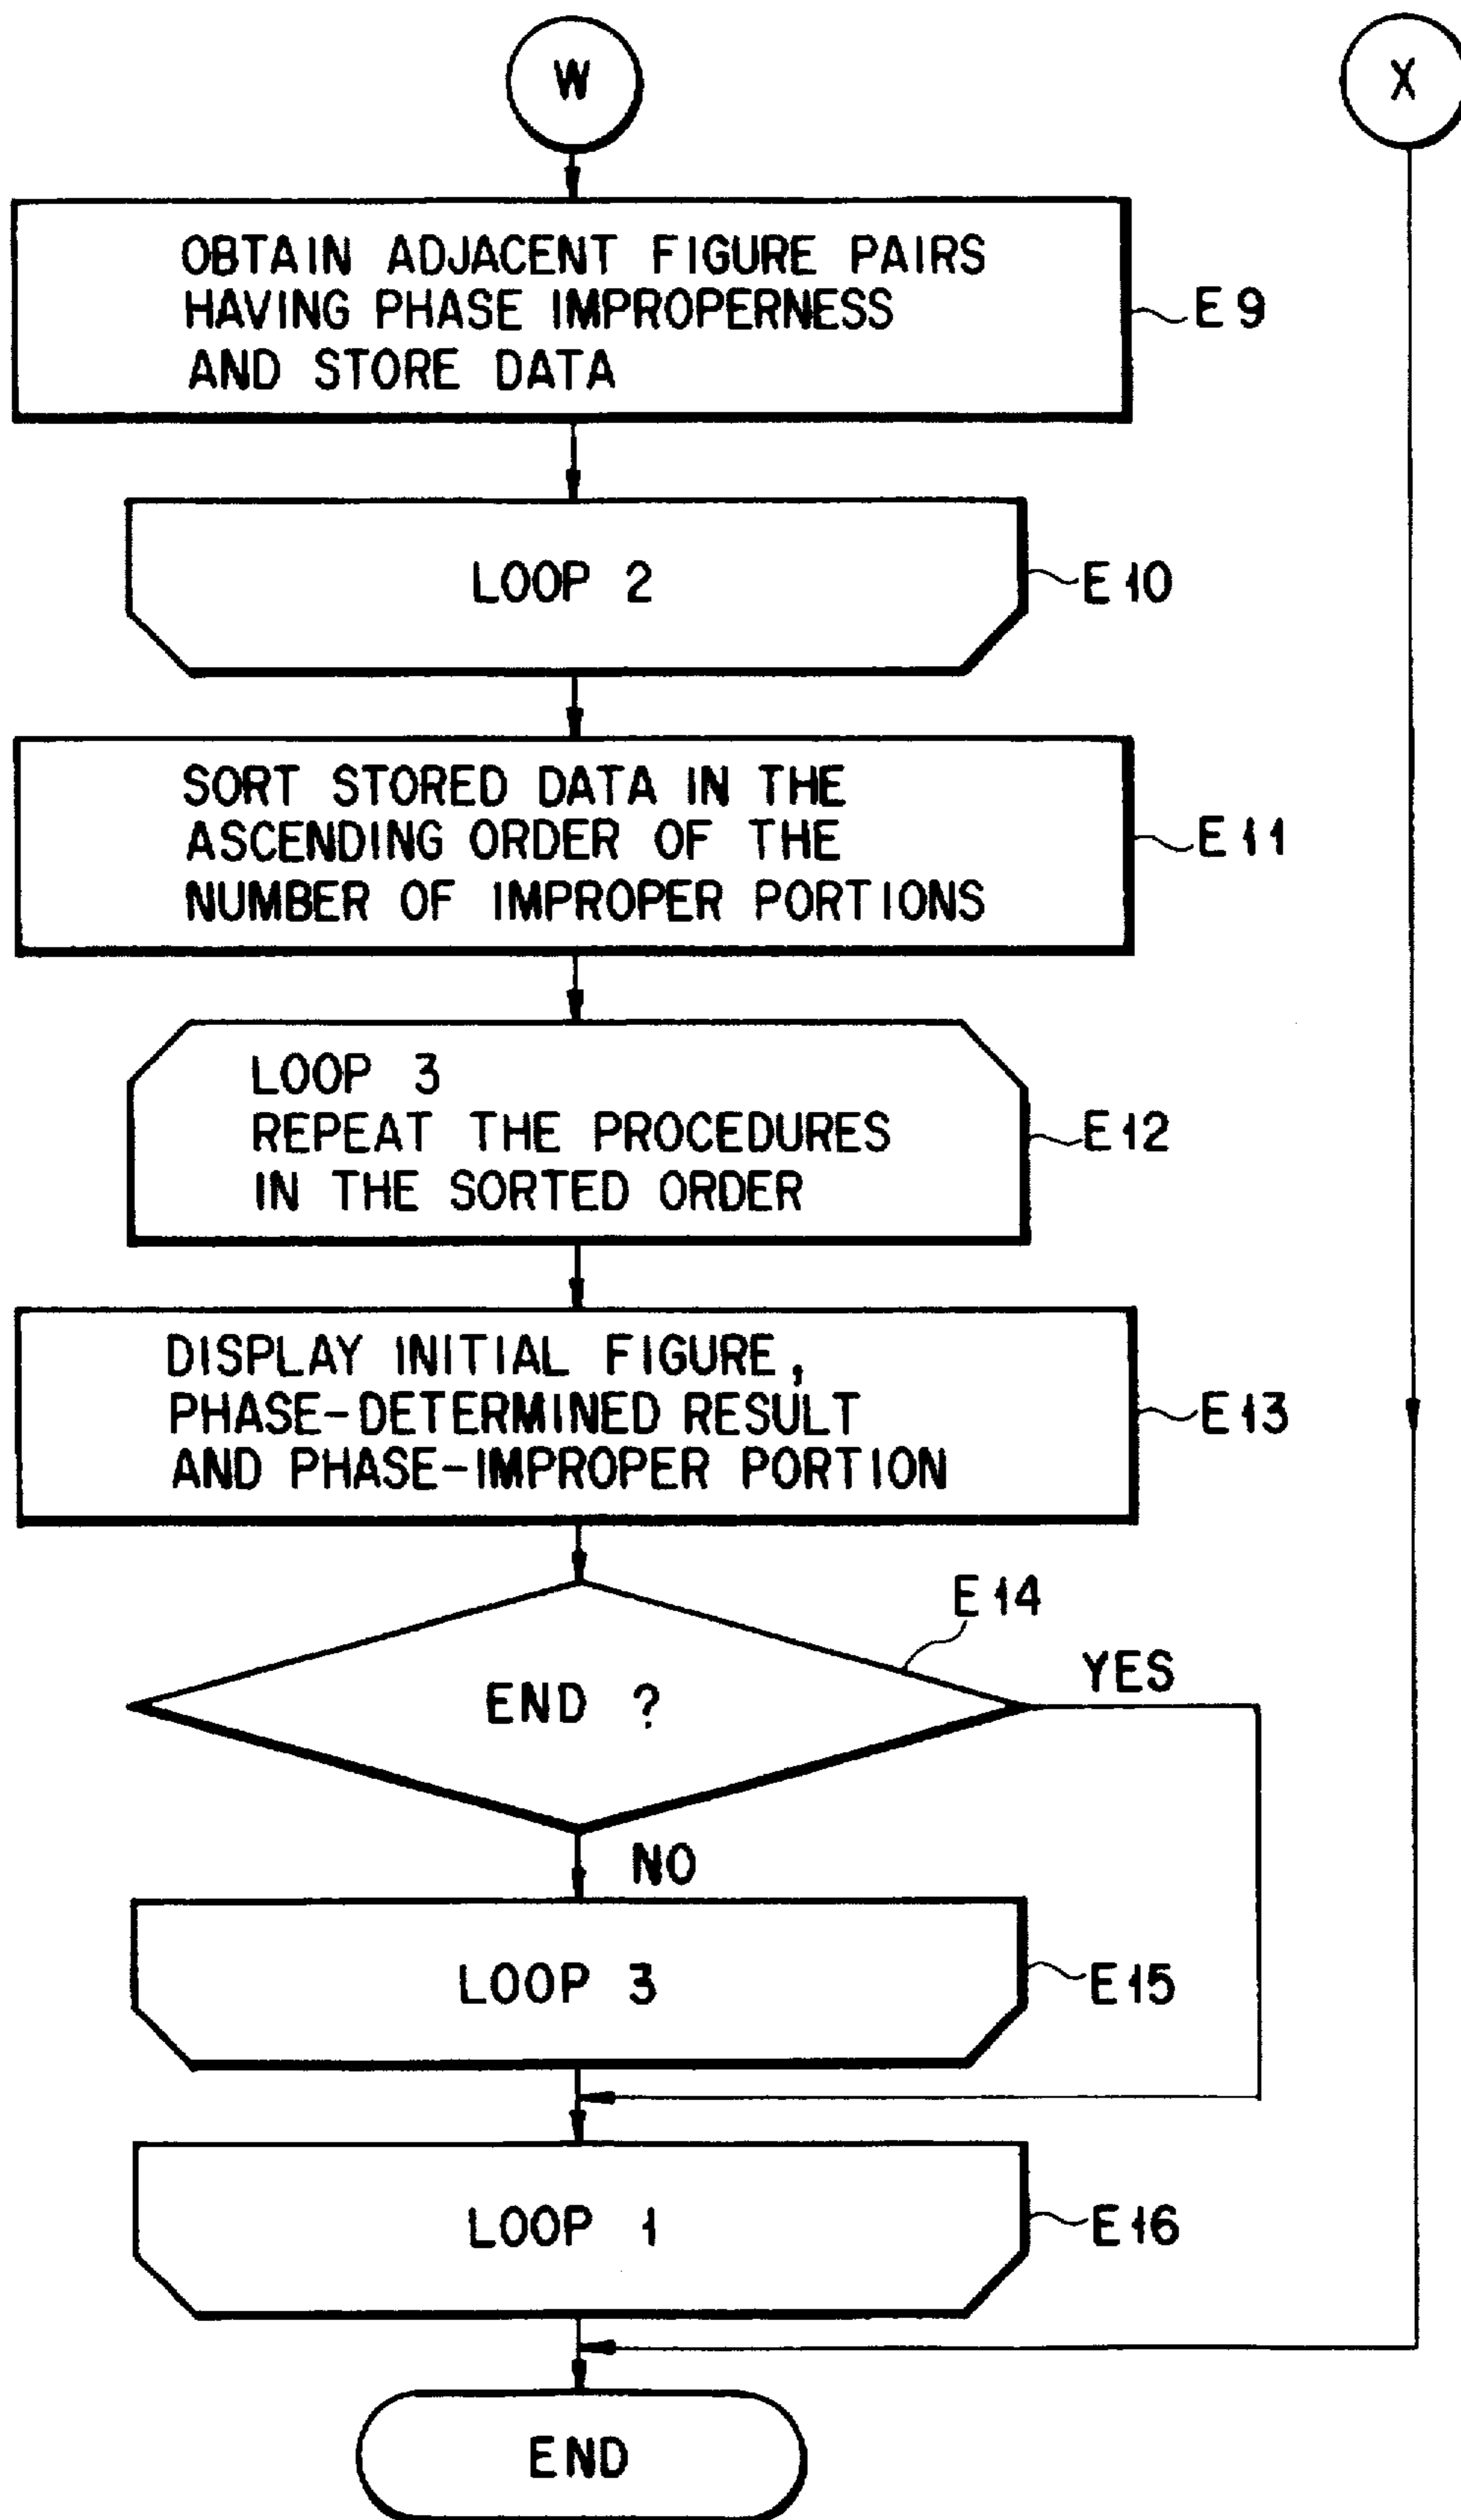 W
X
OBTAIN ADJACENT FIGURE PAIRS
HAVING PHASE IMPROPERNESS
AND STORE DATA
E9
LOOP 2
E10
SORT STORED DATA IN THE
ASCENDING ORDER OF THE
NUMBER OF IMPROPER PORTIONS
E11
LOOP 3
REPEAT THE PROCEDURES
IN THE SORTED ORDER
E12
DISPLAY INITIAL FIGURE,
PHASE-DETERMINED RESULT
AND PHASE-IMPROPER PORTION
E13
E14
YES
END ?
NO
LOOP 3
E15
LOOP 1
E16
END